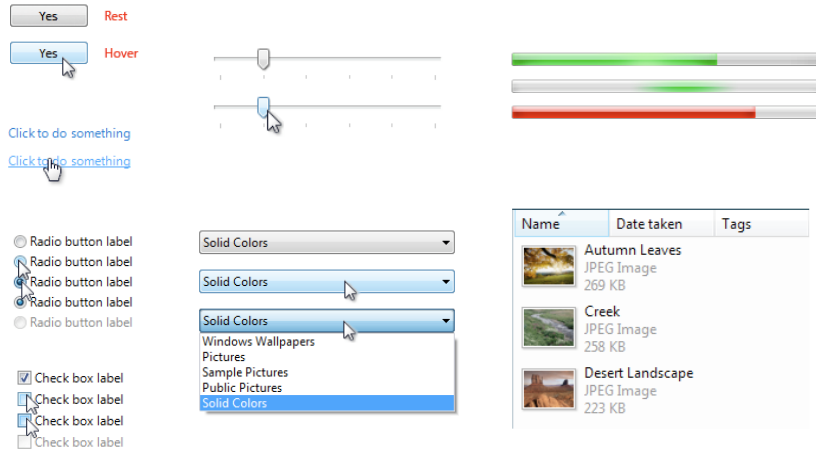 Yes
Rest
Yes
Hover
Click to do something
Click to do something
Radio button label
Radio button label
Radio button label
Radio button label
Radio button label
Check box label
Check box label
Check box label
Check box label
Solid Colors
Solid Colors
Solid Colors
Windows Wallpapers
Pictures
Sample Pictures
Public Pictures
Solid Colors
Name
Date taken
Tags
Autumn Leaves
JPEG Image
269 KB
Creek
JPEG Image
258 KB
Desert Landscape
JPEG Image
223 KB